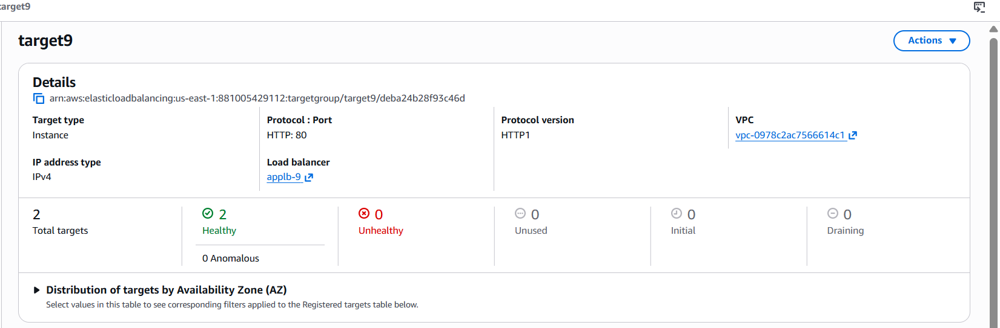 target9
target9
Actions
Details
arn:aws:elasticloadbalancing:us-east-1:881005429112:targetgroup/target9/deba24b28f93c46d
Target type
Instance
Protocol : Port
HTTP: 80
Protocol version
HTTP1
VPC
vpc-0978c2ac7566614c1
IP address type
IPv4
Load balancer
applb-9
2
Total targets
2
Healthy
0 Anomalous
0
Unhealthy
0
Unused
0
Initial
0
Draining
Distribution of targets by Availability Zone (AZ)
Select values in this table to see corresponding filters applied to the Registered targets table below.